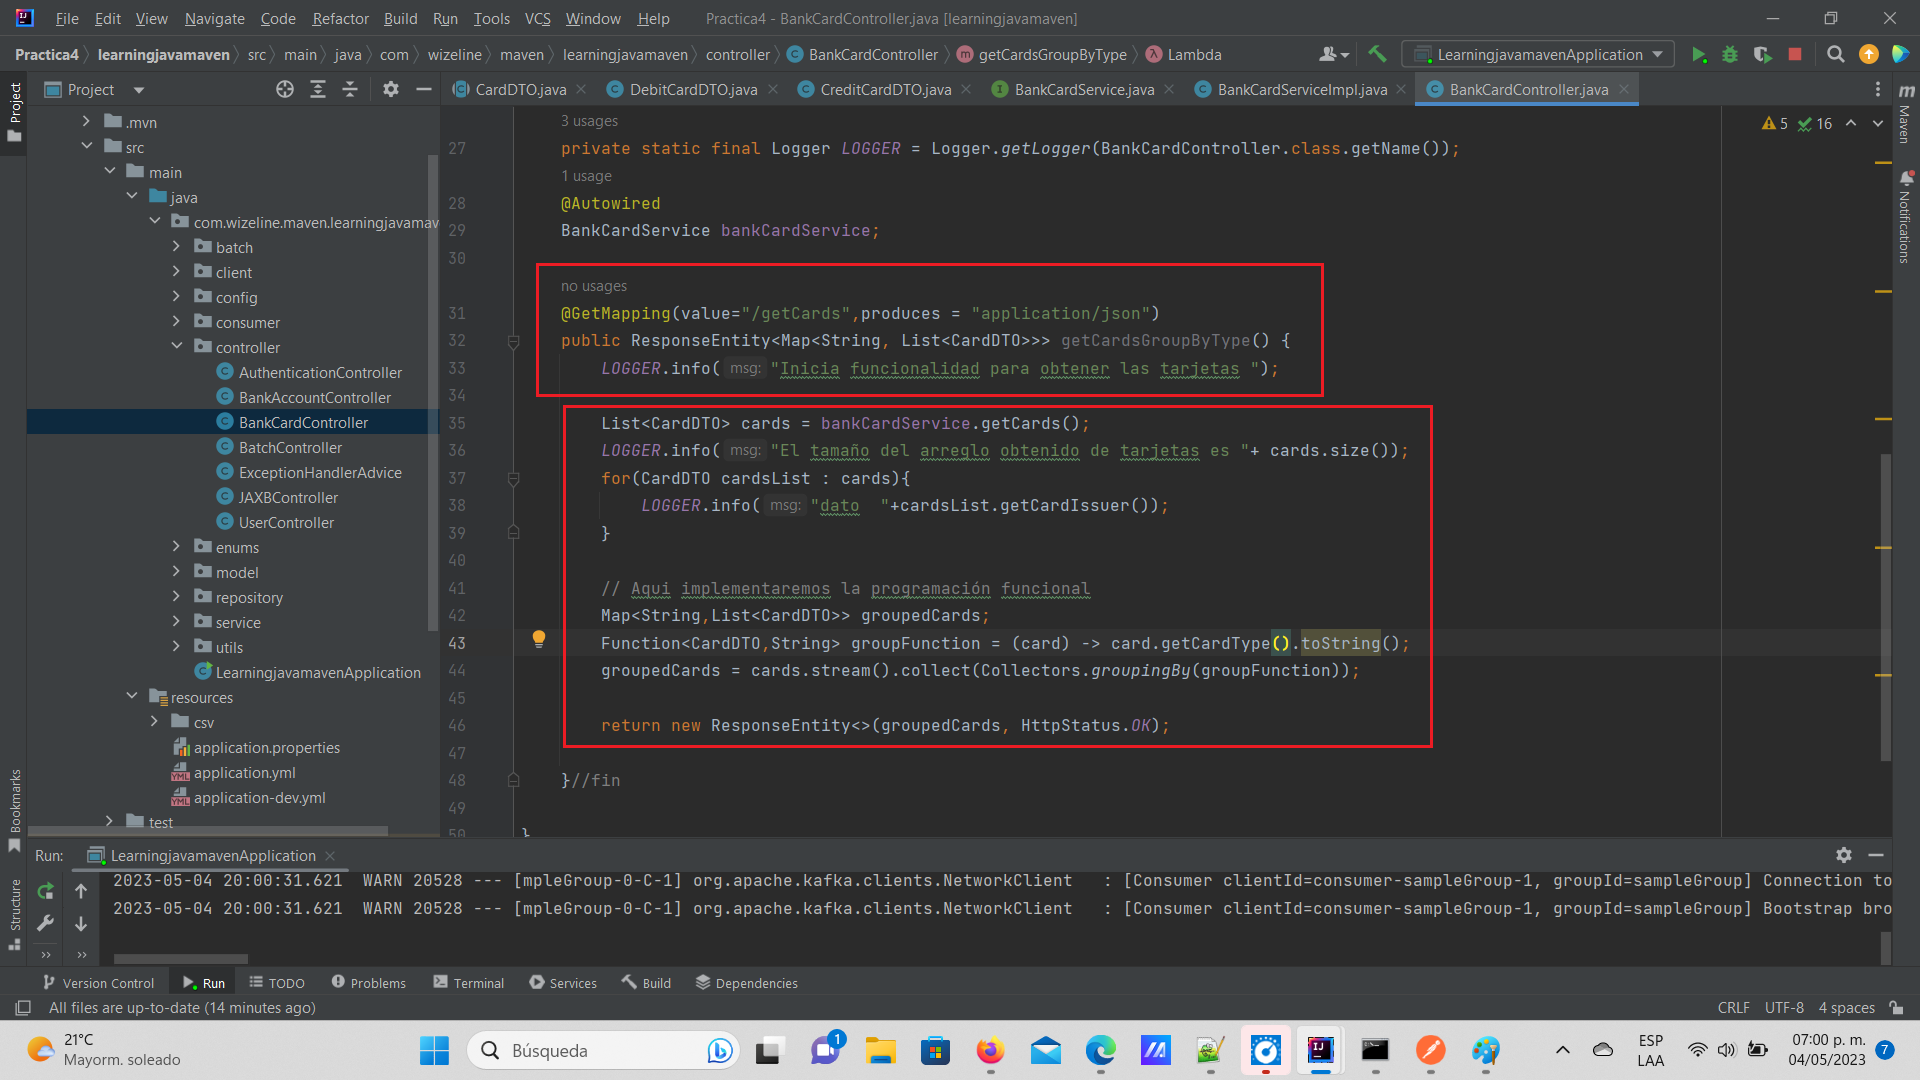 File Edit View Navigate Code Refactor Build Run Tools VCS Window Help Practica4 - BankCardController.java [learningjavamaven]
Practica4 learningjavamaven src main java com wizeline maven learningjavamaven controller BankCardController getCardsGroupByType Lambda LearningjavamavenApplication
Project
CardDTO.java DebitCardDTO.java CreditCardDTO.java BankCardService.java BankCardServiceImpl.java BankCardController.java
Project
Bookmarks
Structure
Maven
Notifications
.mvn
src
main
java
com.wizeline.maven.learningjavamav
batch
client
config
consumer
controller
AuthenticationController
BankAccountController
BankCardController
BatchController
ExceptionHandlerAdvice
JAXBController
UserController
enums
model
repository
service
utils
LearningjavamavenApplication
resources
csv
application.properties
application.yml
application-dev.yml
test
5 16
3 usages
27 private static final Logger LOGGER = Logger.getLogger(BankCardController.class.getName());
1 usage
28 @Autowired
29 BankCardService bankCardService;
30
no usages
31 @GetMapping(value="/getCards",produces = "application/json")
32 public ResponseEntity<Map<String, List<CardDTO>>> getCardsGroupByType() {
33 LOGGER.info( msg: "Inicia funcionalidad para obtener las tarjetas ");
34
35 List<CardDTO> cards = bankCardService.getCards();
36 LOGGER.info( msg: "El tamaño del arreglo obtenido de tarjetas es "+ cards.size());
37 for(CardDTO cardsList : cards){
38 LOGGER.info( msg: "dato  "+cardsList.getCardIssuer());
39 }
40
41 // Aqui implementaremos la programación funcional
42 Map<String,List<CardDTO>> groupedCards;
43 Function<CardDTO,String> groupFunction = (card) -> card.getCardType().toString();
44 groupedCards = cards.stream().collect(Collectors.groupingBy(groupFunction));
45
46 return new ResponseEntity<>(groupedCards, HttpStatus.OK);
47
48 }//fin
49
50 }
Run: LearningjavamavenApplication
2023-05-04 20:00:31.621  WARN 20528 --- [mpleGroup-0-C-1] org.apache.kafka.clients.NetworkClient   : [Consumer clientId=consumer-sampleGroup-1, groupId=sampleGroup] Connection to
2023-05-04 20:00:31.621  WARN 20528 --- [mpleGroup-0-C-1] org.apache.kafka.clients.NetworkClient   : [Consumer clientId=consumer-sampleGroup-1, groupId=sampleGroup] Bootstrap bro
Version Control Run TODO Problems Terminal Services Build Dependencies
All files are up-to-date (14 minutes ago) CRLF UTF-8 4 spaces
21°C
Mayorm. soleado
Búsqueda
1
ESP
LAA
07:00 p. m.
04/05/2023
7